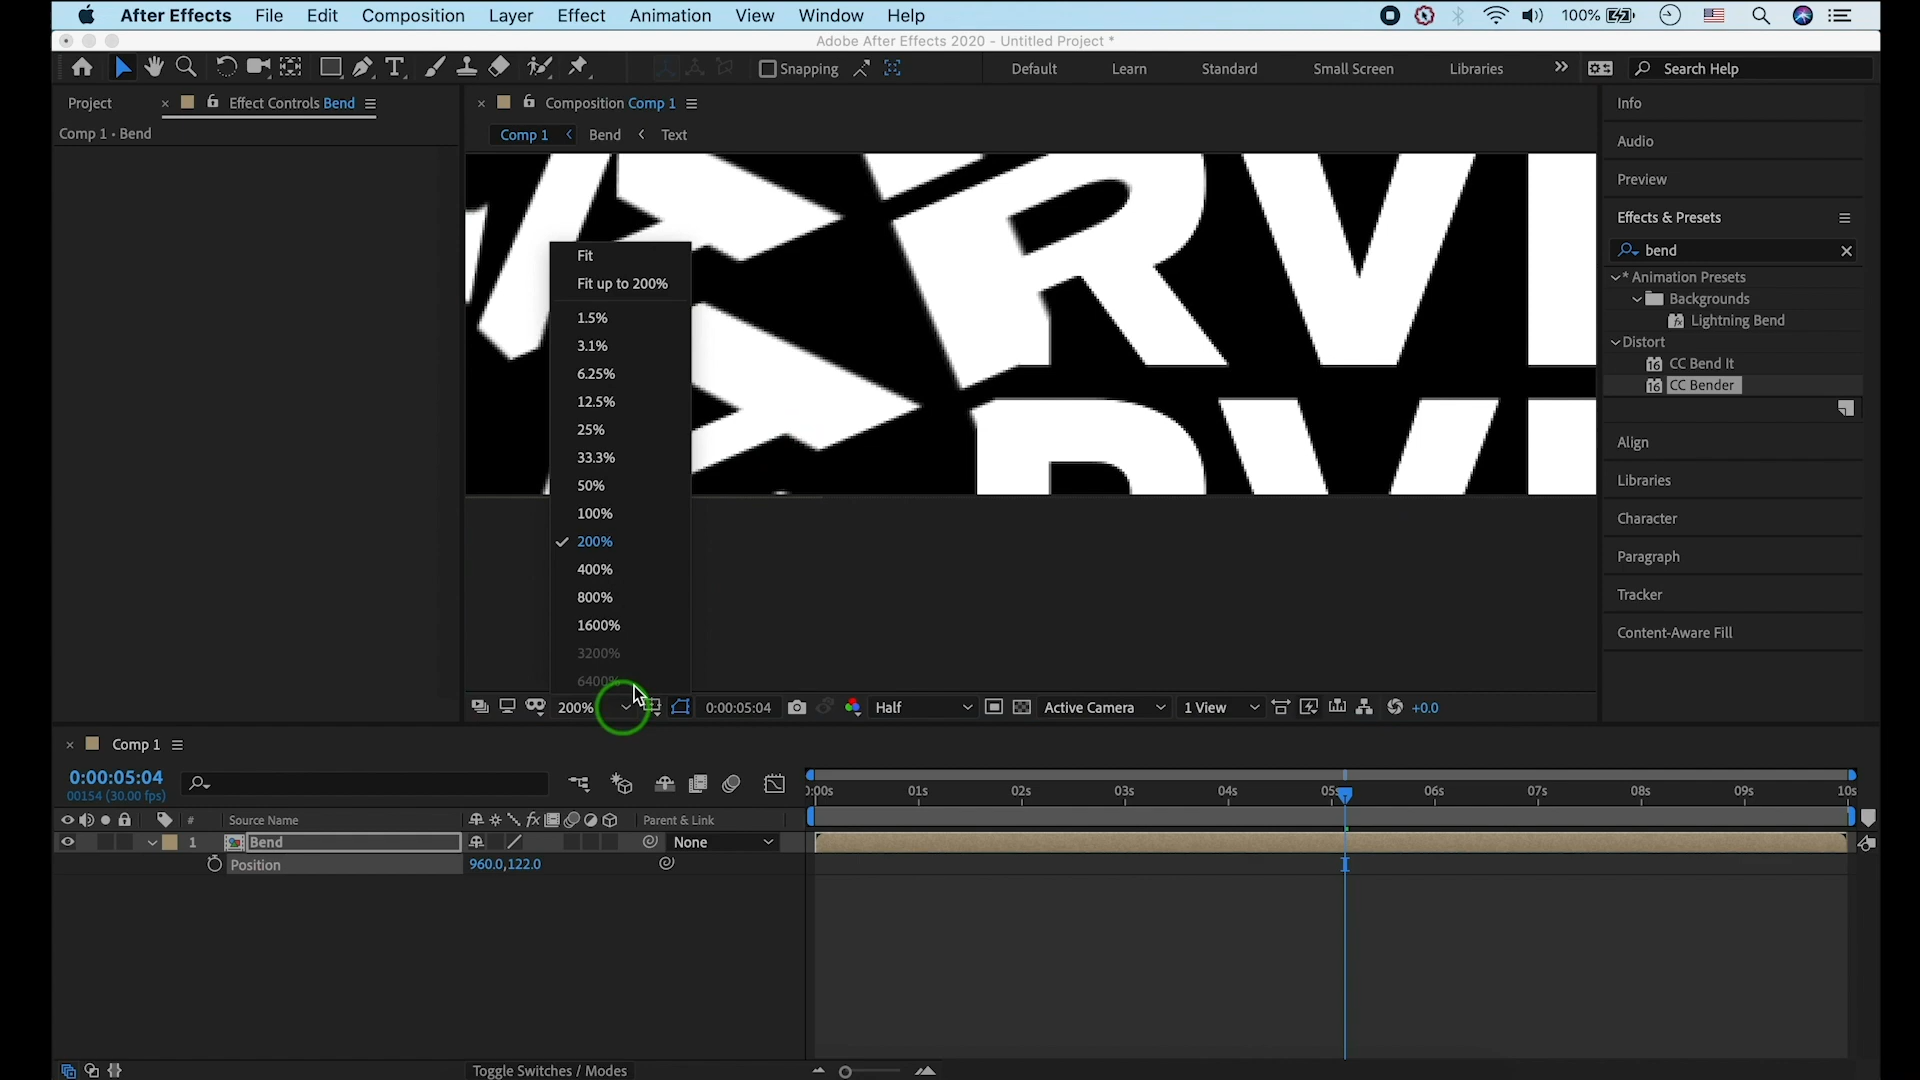 After Effects File Edit Composition Layer Effect Animation View Window Help 100%
Adobe After Effects 2020 - Untitled Project *
Snapping Default Learn Standard Small Screen Libraries Search Help
Project Effect Controls Bend Composition Comp 1 Info
Comp 1 • Bend
Comp 1 Bend Text
Audio
Preview
Effects & Presets
bend
* Animation Presets
Backgrounds
Lightning Bend
Distort
CC Bend It
CC Bender
Align
Libraries
Character
Paragraph
Tracker
Content-Aware Fill
RVI
RVI
Fit
Fit up to 200%
1.5%
3.1%
6.25%
12.5%
25%
33.3%
50%
100%
200%
400%
800%
1600%
3200%
6400%
200% 0:00:05:04 Half Active Camera 1 View +0.0
Comp 1
0:00:05:04
00154 (30.00 fps)
0:00s 01s 02s 03s 04s 05s 06s 07s 08s 09s 10s
# Source Name Parent & Link
1 Bend None
Position 960.0,122.0
Toggle Switches / Modes